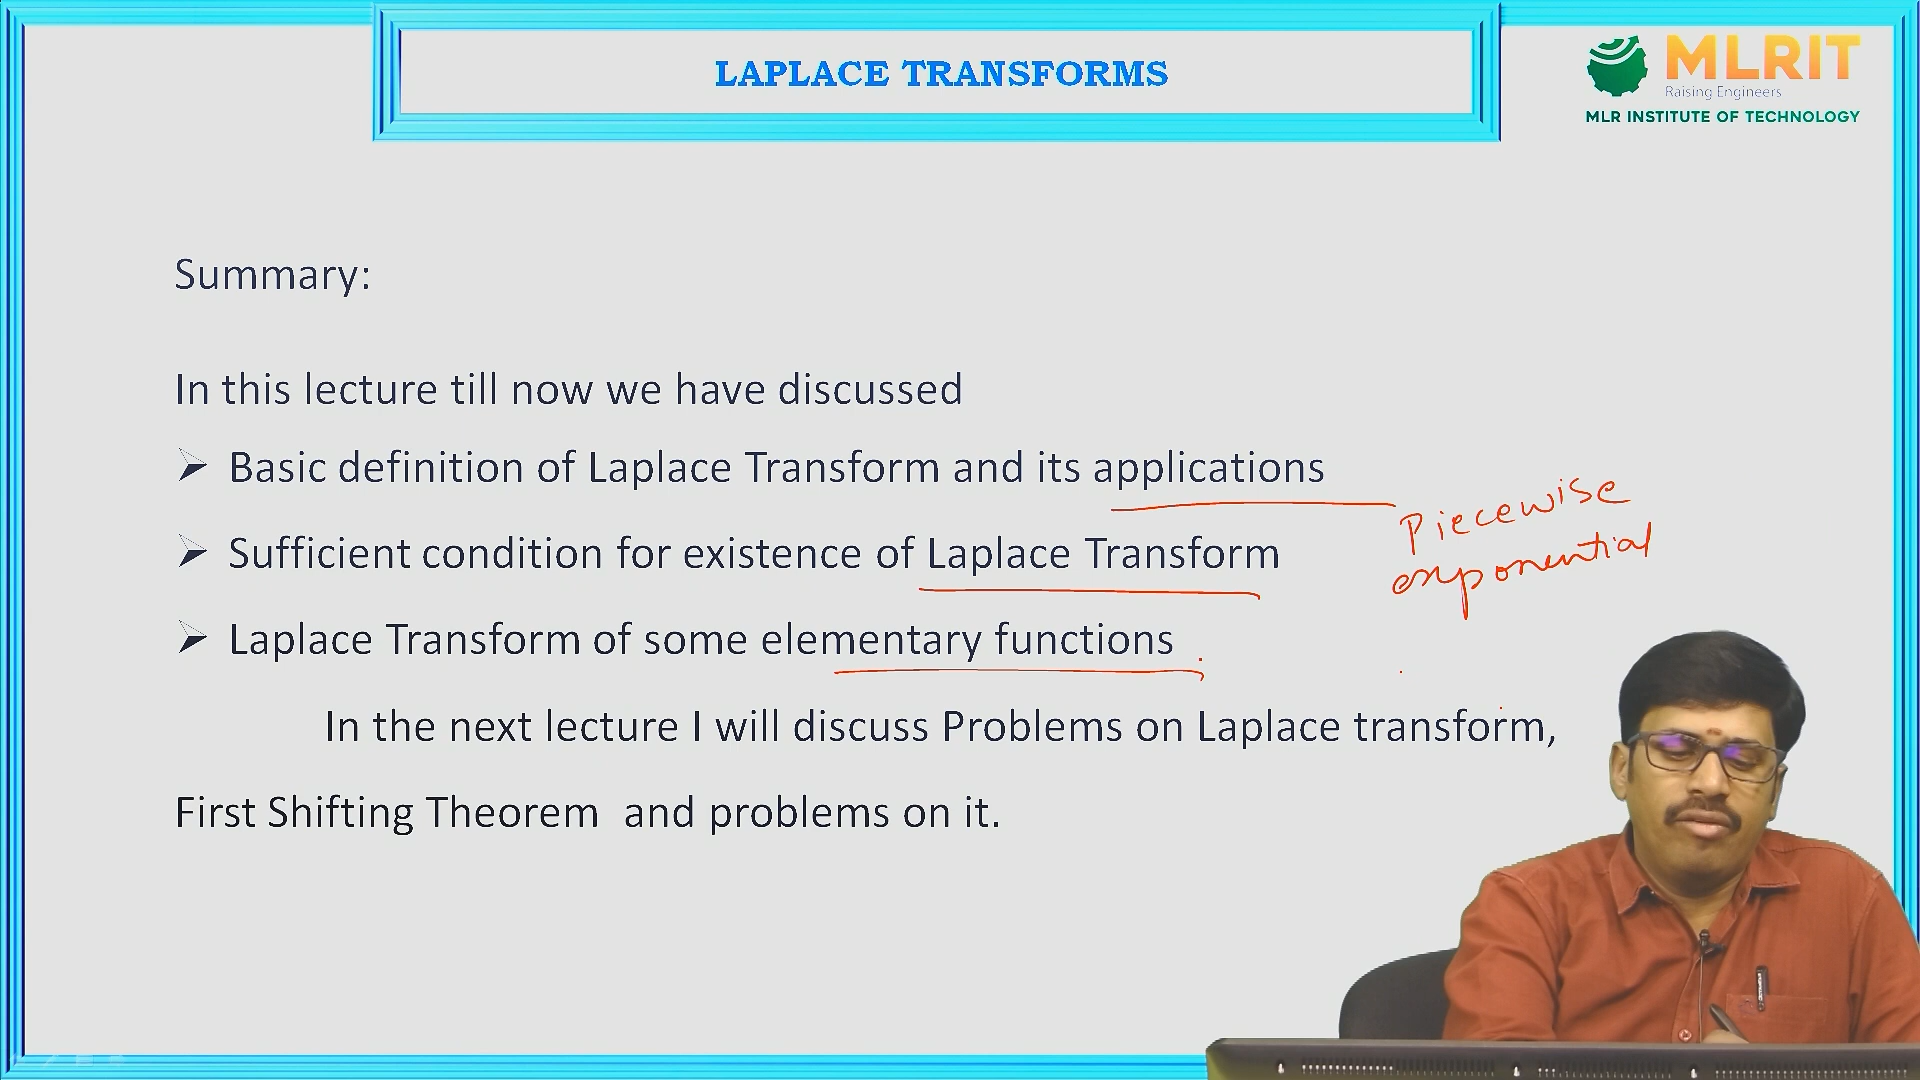 LAPLACE TRANSFORMS
MLRIT
Raising Engineers
MLR INSTITUTE OF TECHNOLOGY
Summary:
In this lecture till now we have discussed
➢ Basic definition of Laplace Transform and its applications
➢ Sufficient condition for existence of Laplace Transform
Piecewise
exponential
➢ Laplace Transform of some elementary functions
In the next lecture I will discuss Problems on Laplace transform,
First Shifting Theorem and problems on it.